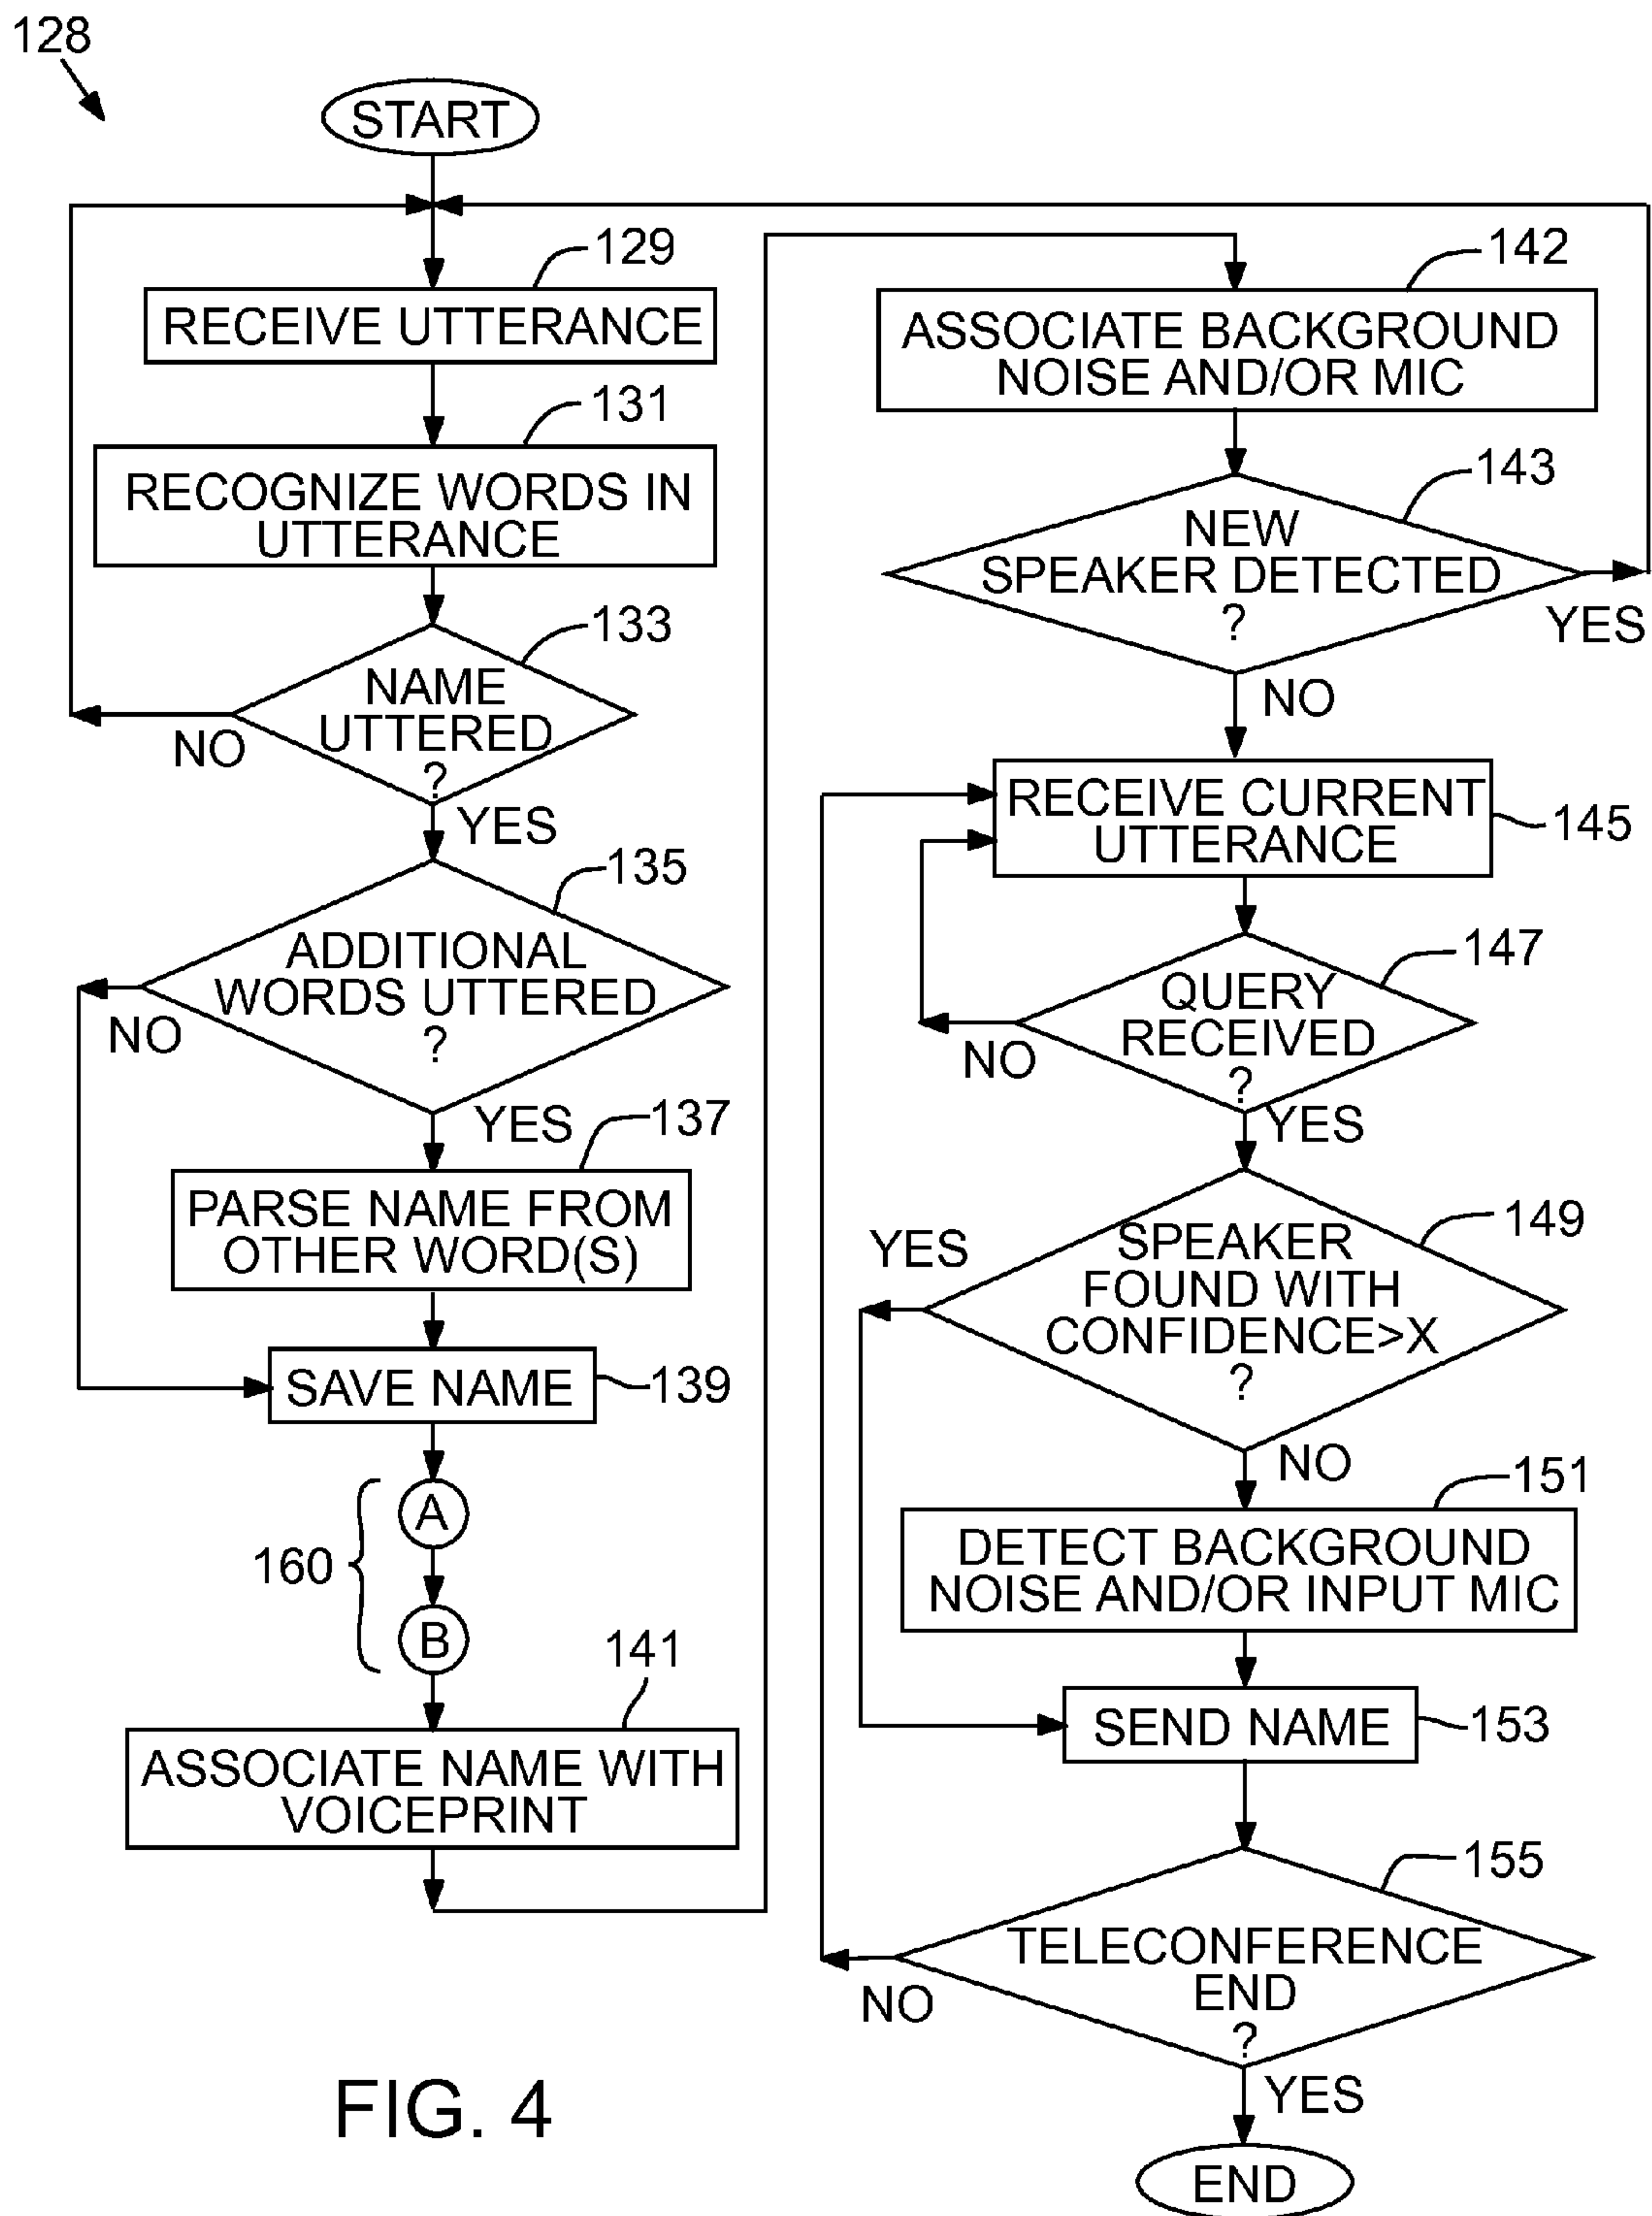 128
START
129
RECEIVE UTTERANCE
131
RECOGNIZE WORDS IN
UTTERANCE
133
NAME
UTTERED
?
NO
YES
135
ADDITIONAL
WORDS UTTERED
?
NO
YES
137
PARSE NAME FROM
OTHER WORD(S)
SAVE NAME
139
A
160
B
141
ASSOCIATE NAME WITH
VOICEPRINT
142
ASSOCIATE BACKGROUND
NOISE AND/OR MIC
143
NEW
SPEAKER DETECTED
?
YES
NO
RECEIVE CURRENT
UTTERANCE
145
147
QUERY
RECEIVED
?
NO
YES
149
YES
SPEAKER
FOUND WITH
CONFIDENCE>X
?
NO
151
DETECT BACKGROUND
NOISE AND/OR INPUT MIC
SEND NAME
153
155
TELECONFERENCE
END
?
NO
YES
END
FIG. 4